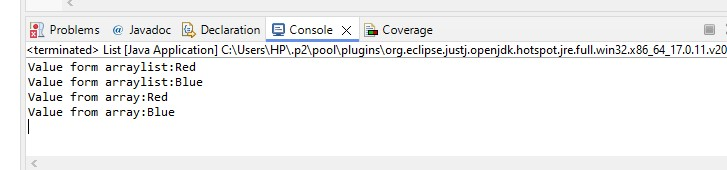 Problems @ Javadoc Declaration Console Coverage
<terminated> List [Java Application] C:\Users\HP\.p2\pool\plugins\org.eclipse.justj.openjdk.hotspot.jre.full.win32.x86_64_17.0.11.v20
Value form arraylist:Red
Value form arraylist:Blue
Value from array:Red
Value from array:Blue